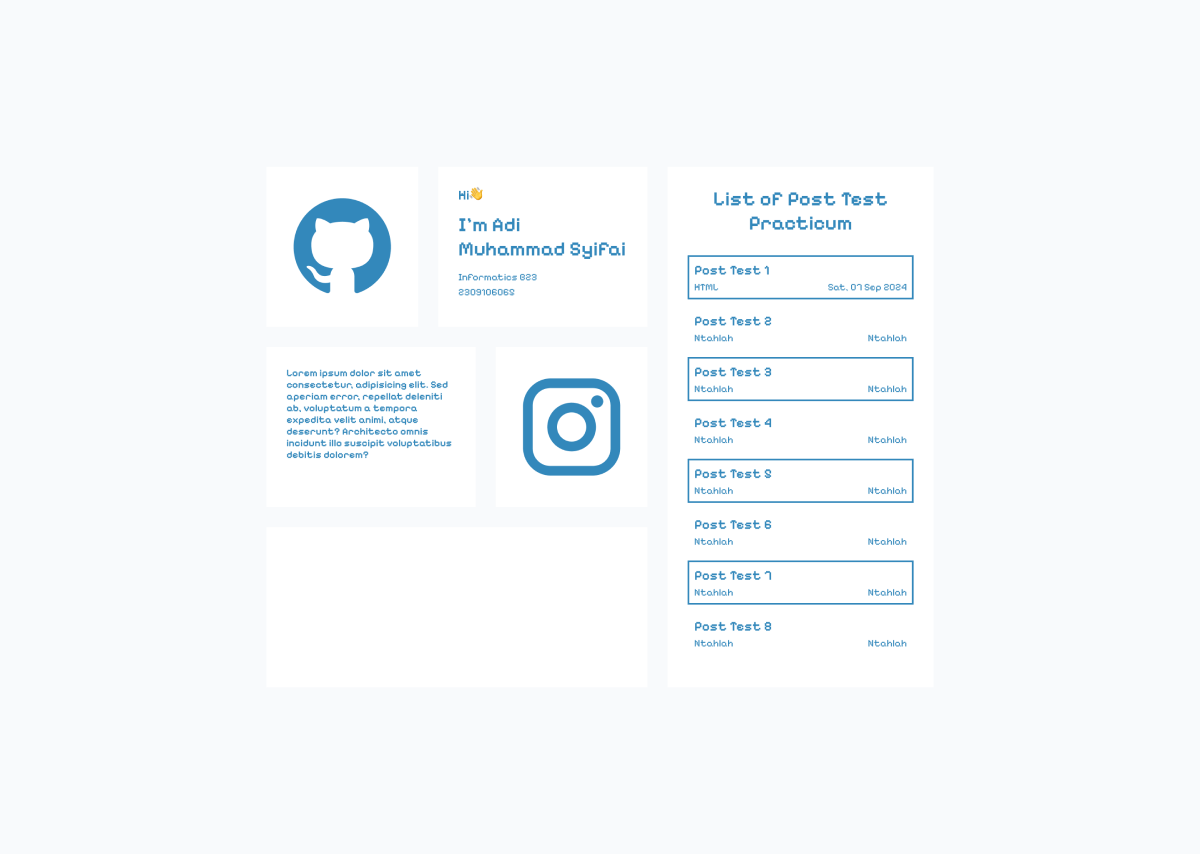 Hi👋
I'm Adi
Muhammad Syifai
Informatics B23
2309106065
Lorem ipsum dolor sit amet
consectetur, adipisicing elit. Sed
aperiam error, repellat deleniti
ab, voluptatum a tempora
expedita velit animi, atque
deserunt? Architecto omnis
incidunt illo suscipit voluptatibus
debitis dolorem?
List of Post Test
Practicum
Post Test 1
HTML Sat, 07 Sep 2024
Post Test 2
Ntahlah Ntahlah
Post Test 3
Ntahlah Ntahlah
Post Test 4
Ntahlah Ntahlah
Post Test 5
Ntahlah Ntahlah
Post Test 6
Ntahlah Ntahlah
Post Test 7
Ntahlah Ntahlah
Post Test 8
Ntahlah Ntahlah